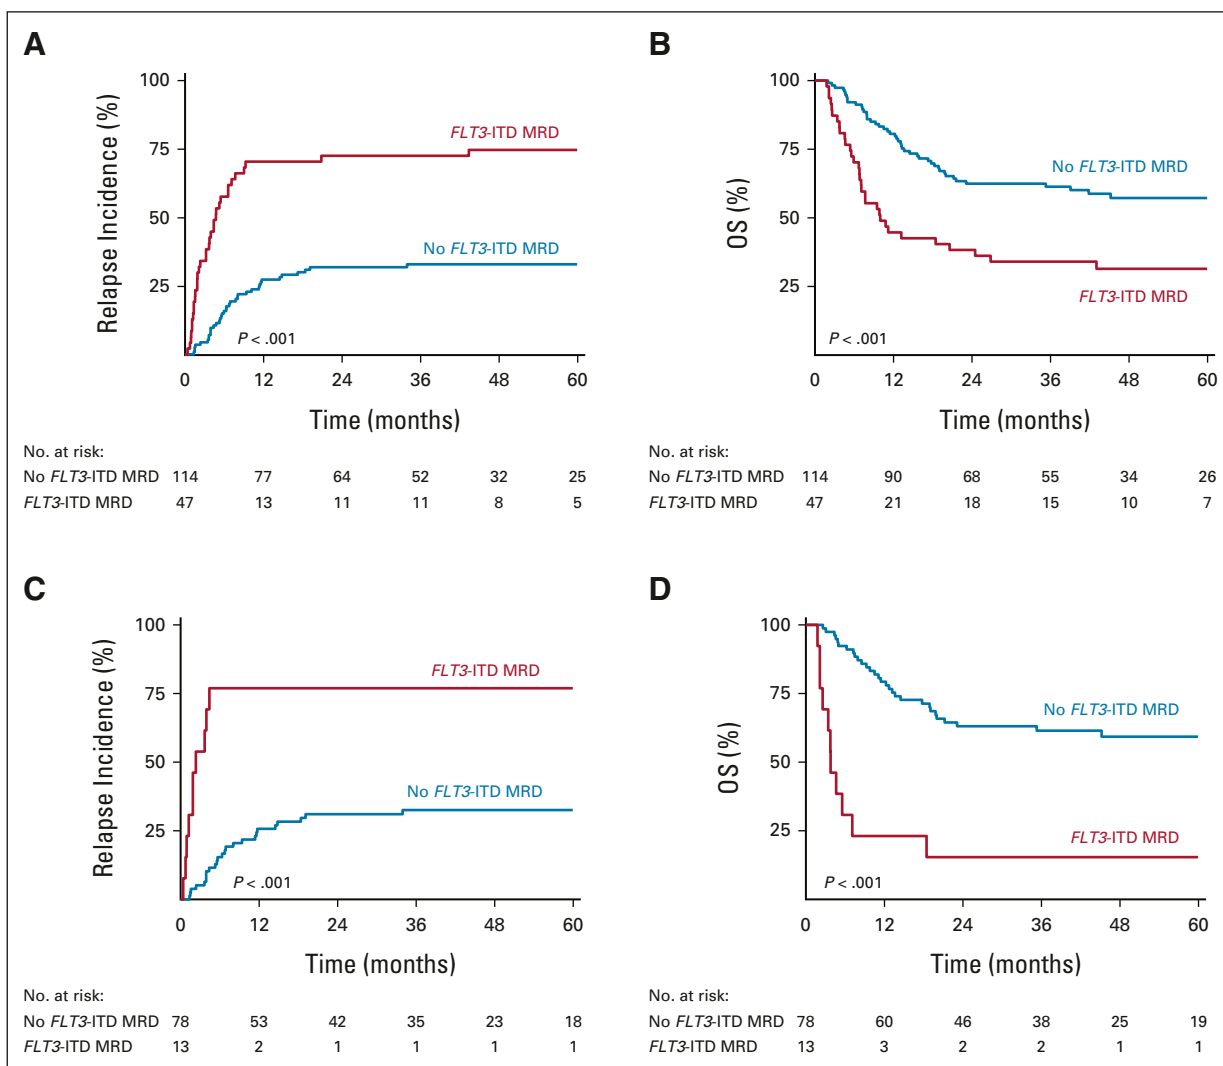 A
Relapse Incidence (%)
100
75
50
25
FLT3-ITD MRD
No FLT3-ITD MRD
P < .001
0 12 24 36 48 60
Time (months)
No. at risk:
No FLT3-ITD MRD 114 77 64 52 32 25
FLT3-ITD MRD 47 13 11 11 8 5
B
OS (%)
100
75
50
25
No FLT3-ITD MRD
FLT3-ITD MRD
P < .001
0 12 24 36 48 60
Time (months)
No. at risk:
No FLT3-ITD MRD 114 90 68 55 34 26
FLT3-ITD MRD 47 21 18 15 10 7
C
Relapse Incidence (%)
100
75
50
25
FLT3-ITD MRD
No FLT3-ITD MRD
P < .001
0 12 24 36 48 60
Time (months)
No. at risk:
No FLT3-ITD MRD 78 53 42 35 23 18
FLT3-ITD MRD 13 2 1 1 1 1
D
OS (%)
100
75
50
25
No FLT3-ITD MRD
FLT3-ITD MRD
P < .001
0 12 24 36 48 60
Time (months)
No. at risk:
No FLT3-ITD MRD 78 60 46 38 25 19
FLT3-ITD MRD 13 3 2 2 1 1